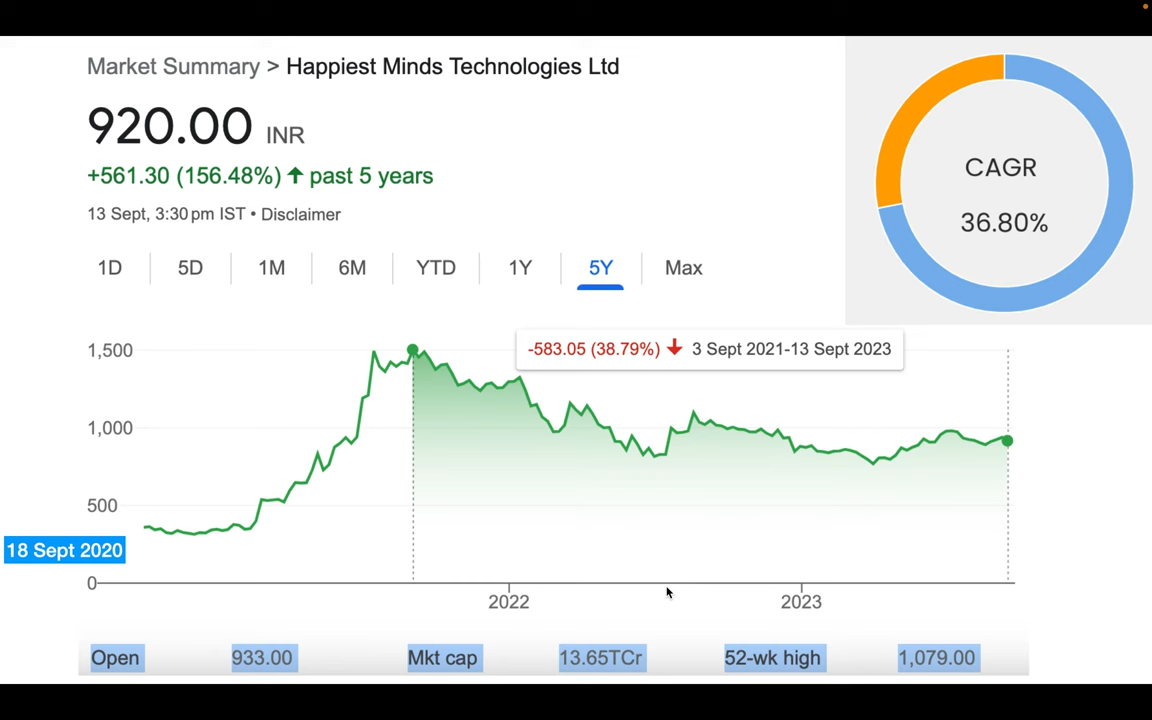 Market Summary > Happiest Minds Technologies Ltd
920.00 INR
+561.30 (156.48%) ↑ past 5 years
13 Sept, 3:30 pm IST • Disclaimer
1D 5D 1M 6M YTD 1Y 5Y Max
CAGR
36.80%
-583.05 (38.79%) ↓ 3 Sept 2021-13 Sept 2023
1,500
1,000
500
18 Sept 2020
0
2022 2023
Open 933.00 Mkt cap 13.65TCr 52-wk high 1,079.00